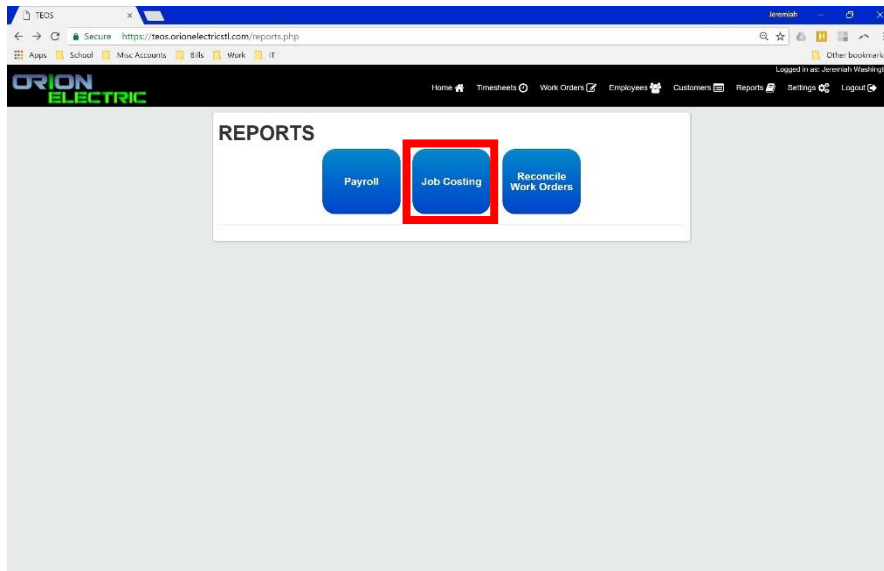 Jeremiah
TEOS
Secure https://teos.orionelectricstl.com/reports.php
Apps School Misc Accounts Bills Work IT Other bookmark
Logged in as: Jeremiah Washingt
ORION
ELECTRIC
Home Timesheets Work Orders Employees Customers Reports Settings Logout
REPORTS
Payroll
Job Costing
Reconcile
Work Orders